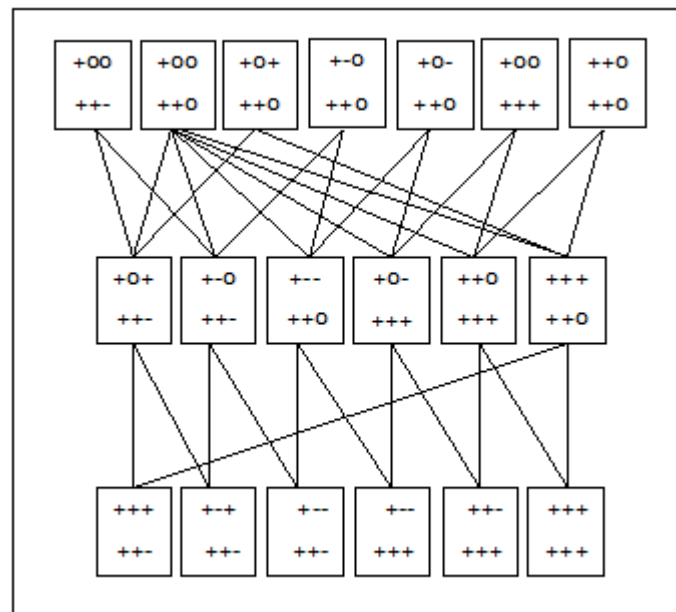 +00 +00 +0+ +-0 +0- +00 ++0
++- ++0 ++0 ++0 ++0 +++ ++0
+0+ +-0 +-- +0- ++0 +++
++- ++- ++0 +++ +++ ++0
+++ +-+ +-- +-- ++- +++
++- ++- ++- +++ +++ +++